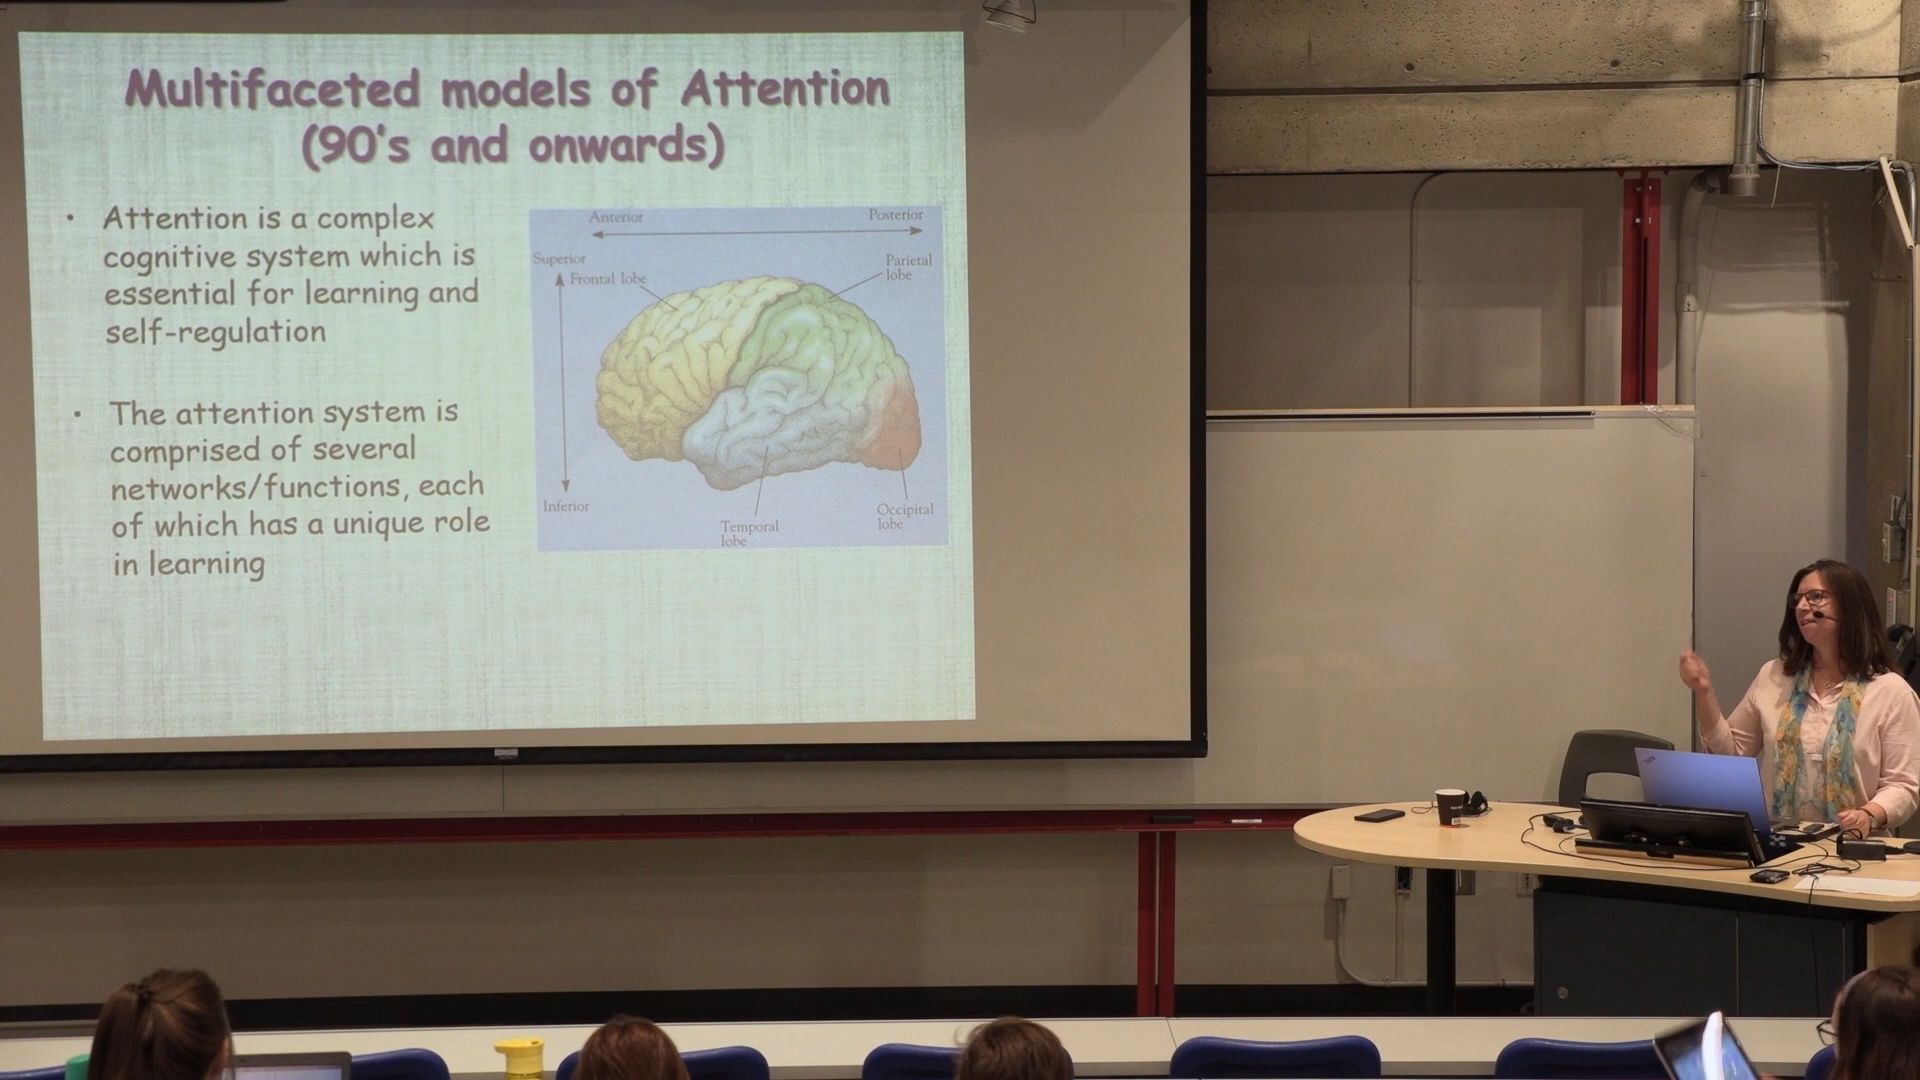 Multifaceted models of Attention
(90's and onwards)
• Attention is a complex
cognitive system which is
essential for learning and
self-regulation
• The attention system is
comprised of several
networks/functions, each
of which has a unique role
in learning
Anterior
Posterior
Superior
Frontal lobe
Parietal
lobe
Inferior
Temporal
lobe
Occipital
lobe